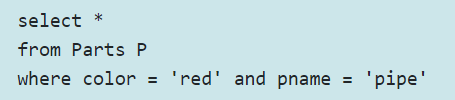 select *
from Parts P
where color = 'red' and pname = 'pipe'